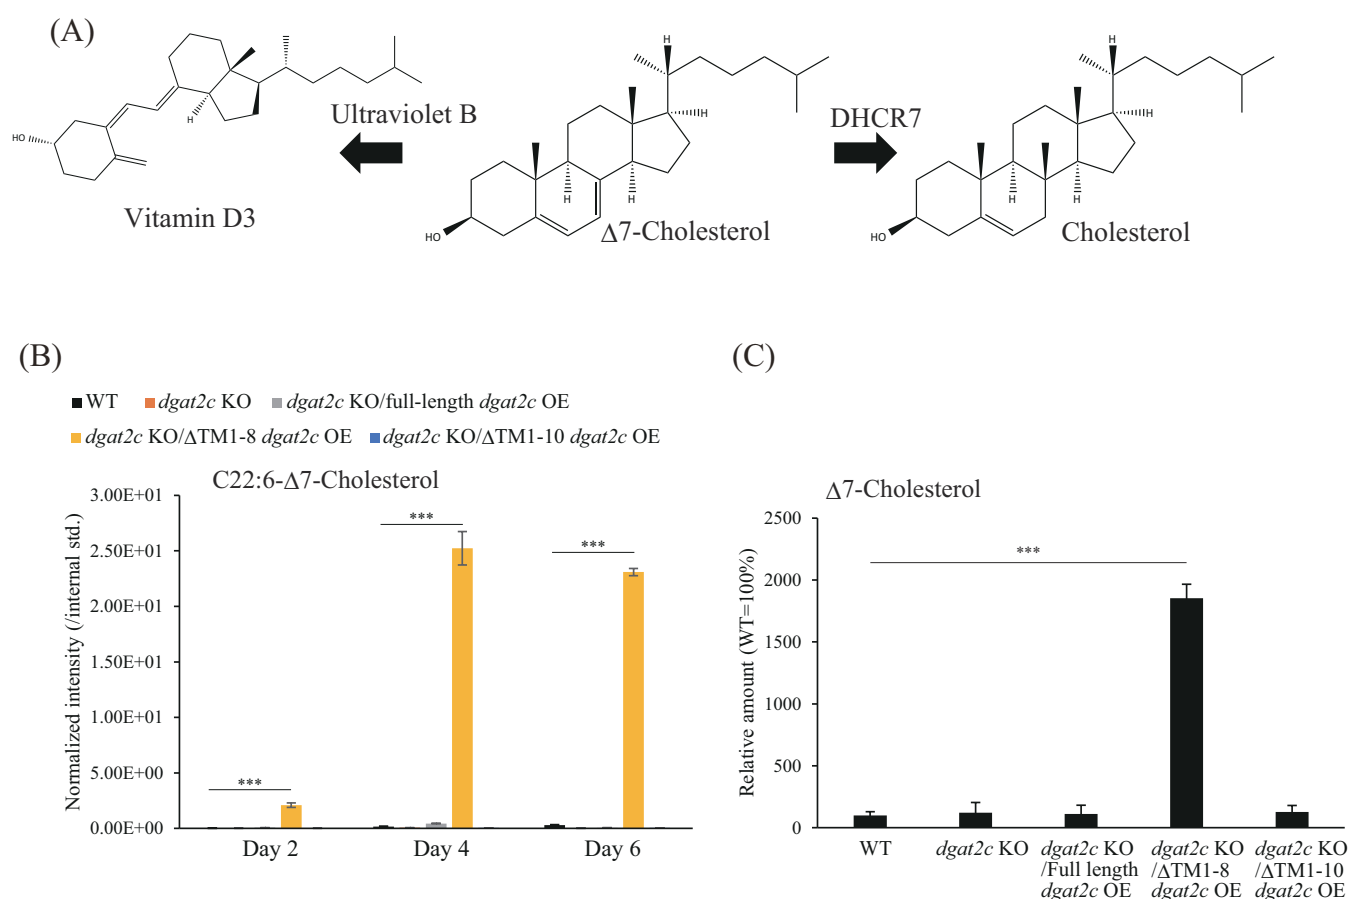 (A)
H
H
HO
Vitamin D3
Ultraviolet B
H
H
H
H
HO
Δ7-Cholesterol
DHCR7
H
H
H
H
HO
Cholesterol
(B)
WT dgat2c KO dgat2c KO/full-length dgat2c OE
dgat2c KO/ΔTM1-8 dgat2c OE dgat2c KO/ΔTM1-10 dgat2c OE
C22:6-Δ7-Cholesterol
Normalized intensity (/internal std.)
3.00E+01
2.50E+01
2.00E+01
1.50E+01
1.00E+01
5.00E+00
0.00E+00
***
***
***
Day 2
Day 4
Day 6
(C)
Δ7-Cholesterol
Relative amount (WT=100%)
2500
2000
1500
1000
500
0
***
WT
dgat2c KO
dgat2c KO
/Full length
dgat2c OE
dgat2c KO
/ΔTM1-8
dgat2c OE
dgat2c KO
/ΔTM1-10
dgat2c OE